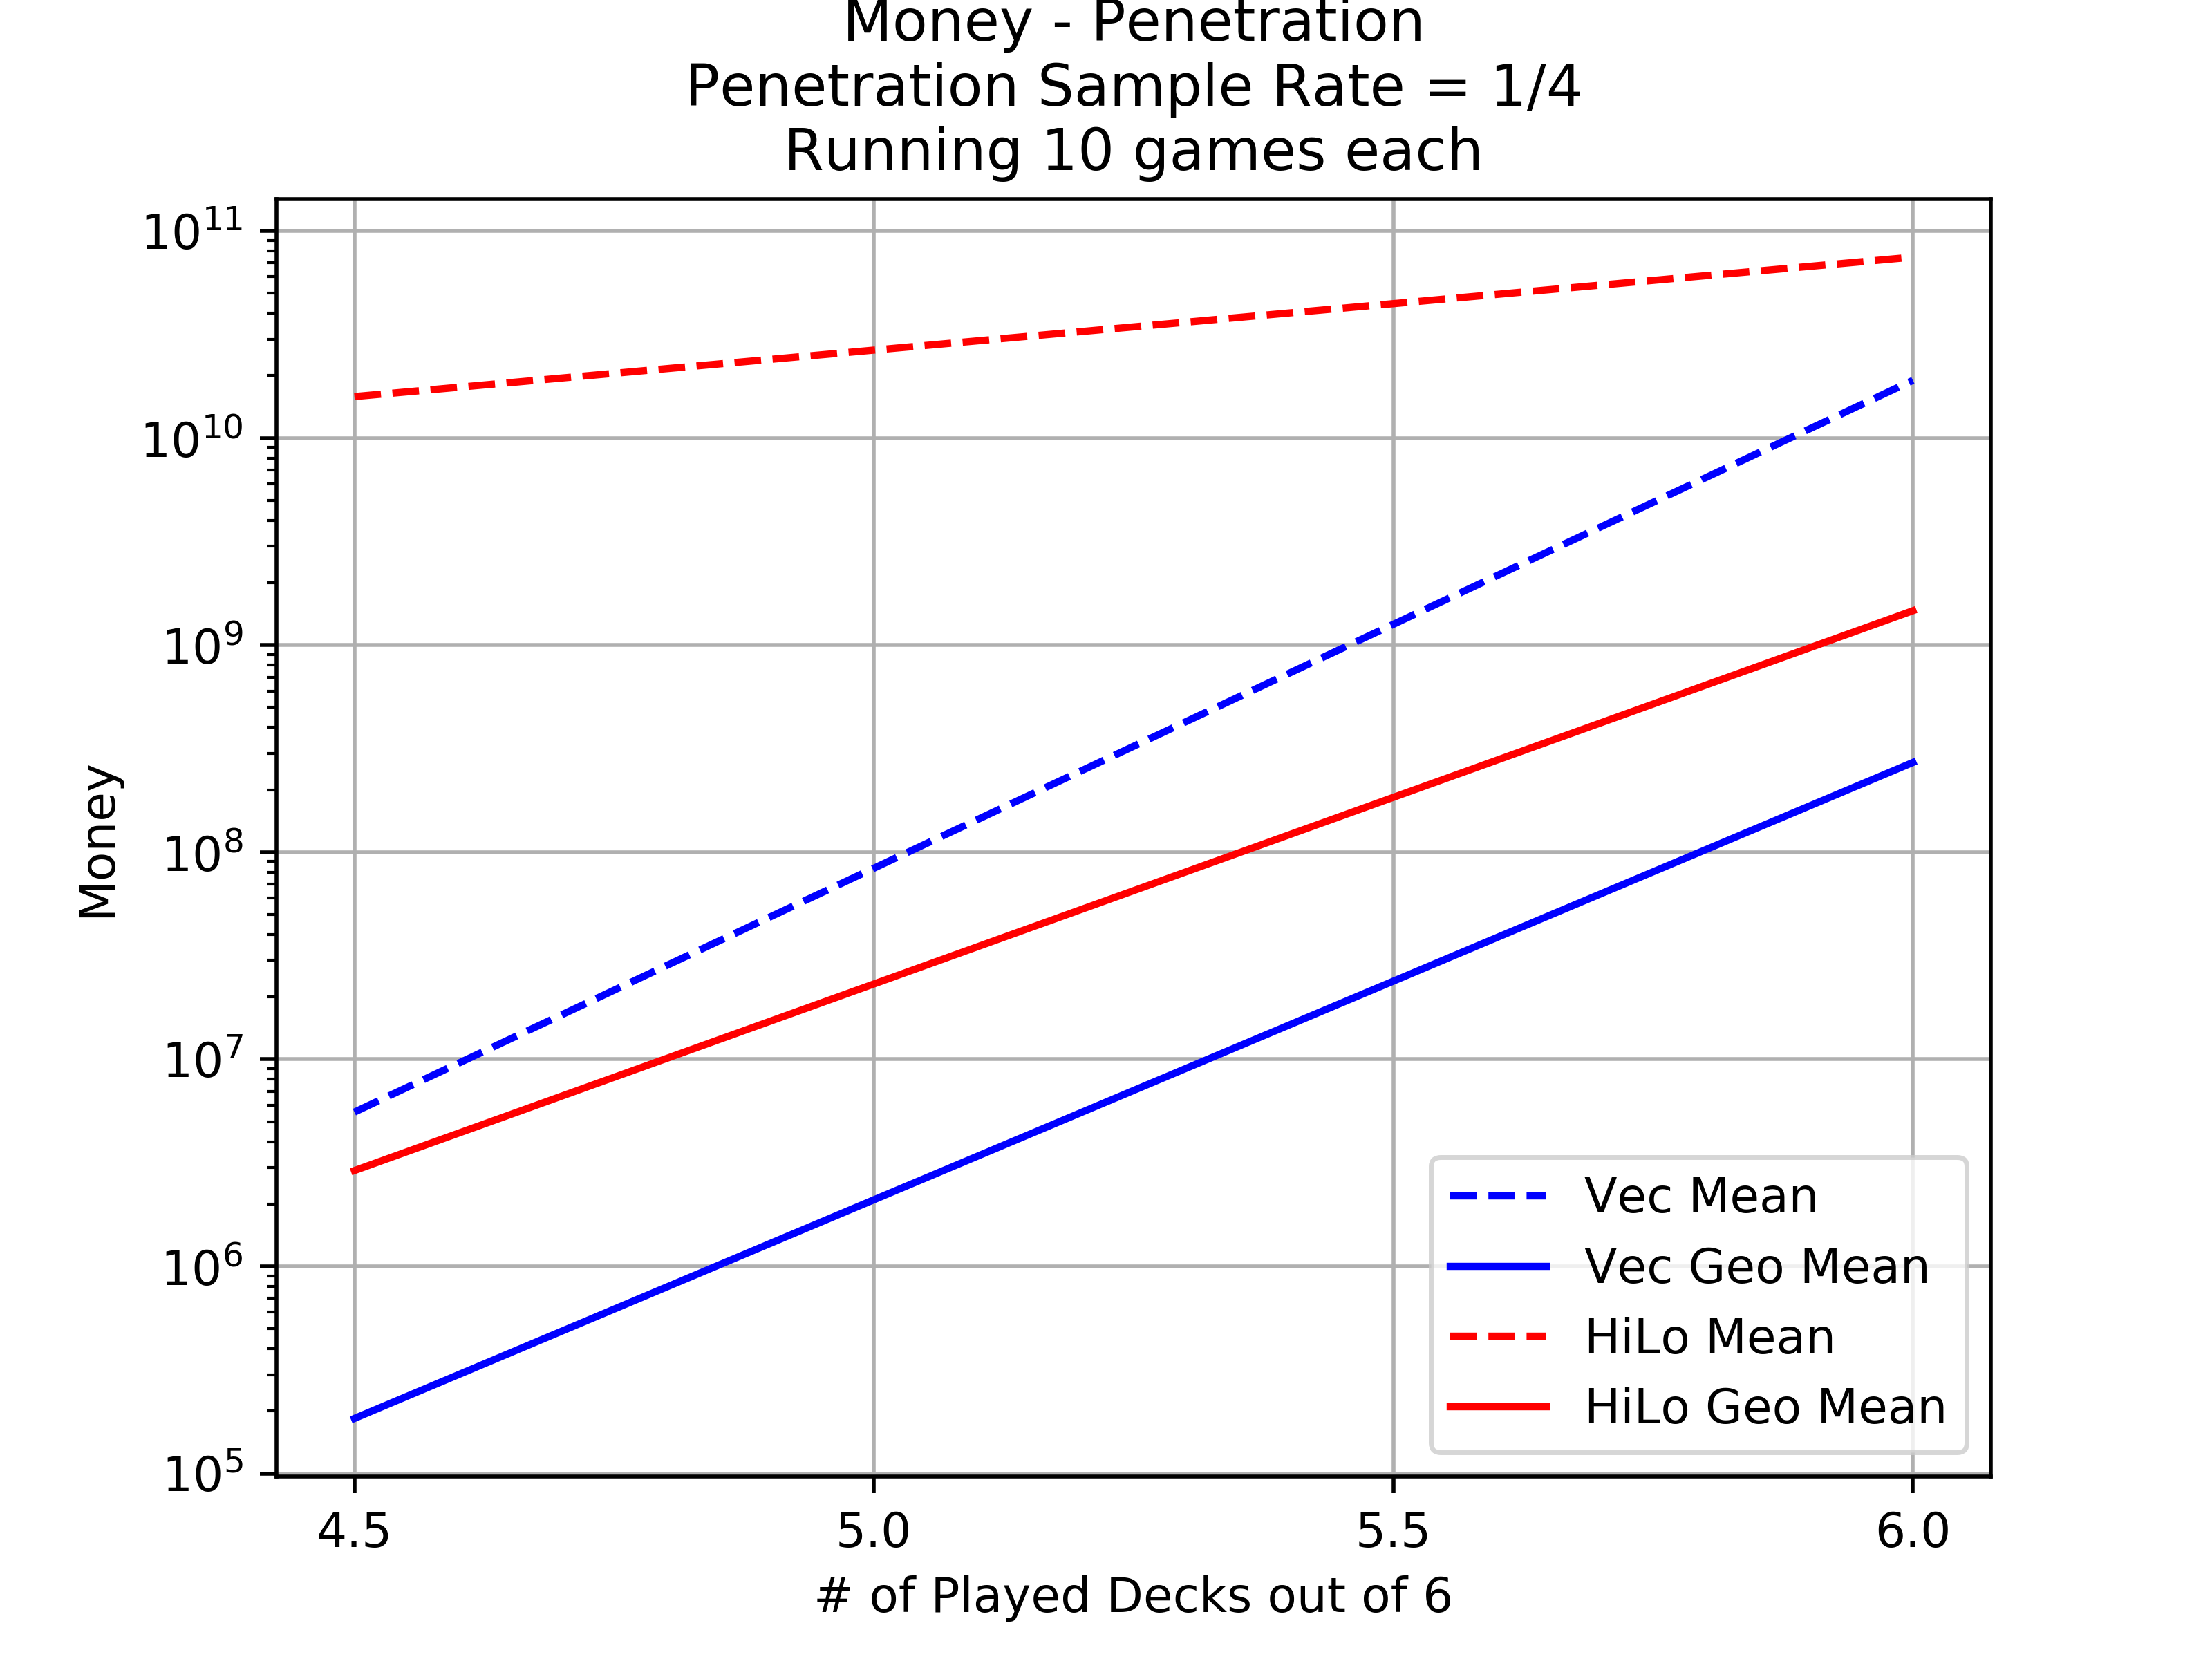 Money - Penetration
Penetration Sample Rate = 1/4
Running 10 games each
10¹¹
10¹⁰
10⁹
10⁸
10⁷
10⁶
10⁵
Money
Vec Mean
Vec Geo Mean
HiLo Mean
HiLo Geo Mean
4.5 5.0 5.5 6.0
# of Played Decks out of 6